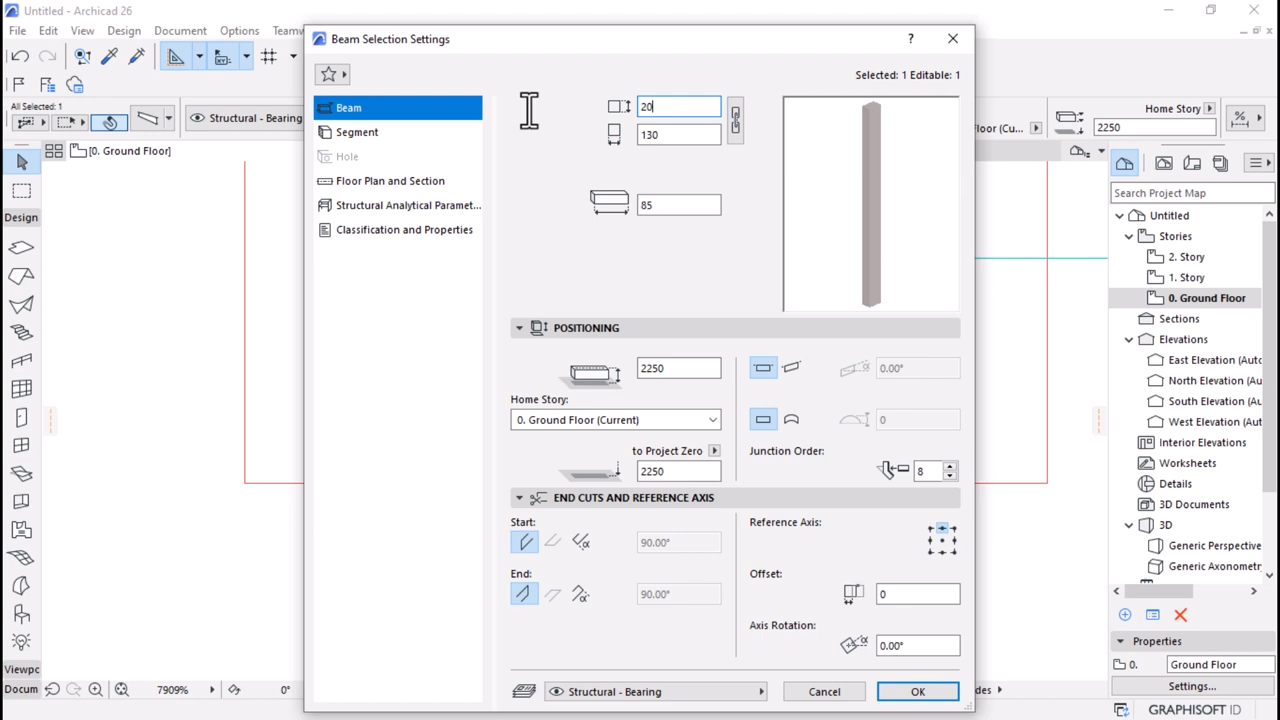 Untitled - Archicad 26
File Edit View Design Document Options Teamw
All Selected: 1
Structural - Bearing
[0. Ground Floor]
Design
Viewpc
Docum
7909%
0°
Beam Selection Settings
?
Selected: 1 Editable: 1
Beam
Segment
Hole
Floor Plan and Section
Structural Analytical Paramet...
Classification and Properties
20
130
85
POSITIONING
2250
0.00°
Home Story:
0. Ground Floor (Current)
0
to Project Zero
2250
Junction Order:
8
END CUTS AND REFERENCE AXIS
Start:
90.00°
Reference Axis:
End:
90.00°
Offset:
0
Axis Rotation:
0.00°
Structural - Bearing
Cancel
OK
oor (Cu...
Home Story
2250
Search Project Map
Untitled
Stories
2. Story
1. Story
0. Ground Floor
Sections
Elevations
East Elevation (Auto
North Elevation (Au
South Elevation (Au
West Elevation (Aut
Interior Elevations
Worksheets
Details
3D Documents
3D
Generic Perspective
Generic Axonometr
Properties
0.
Ground Floor
Settings...
des
GRAPHISOFT ID